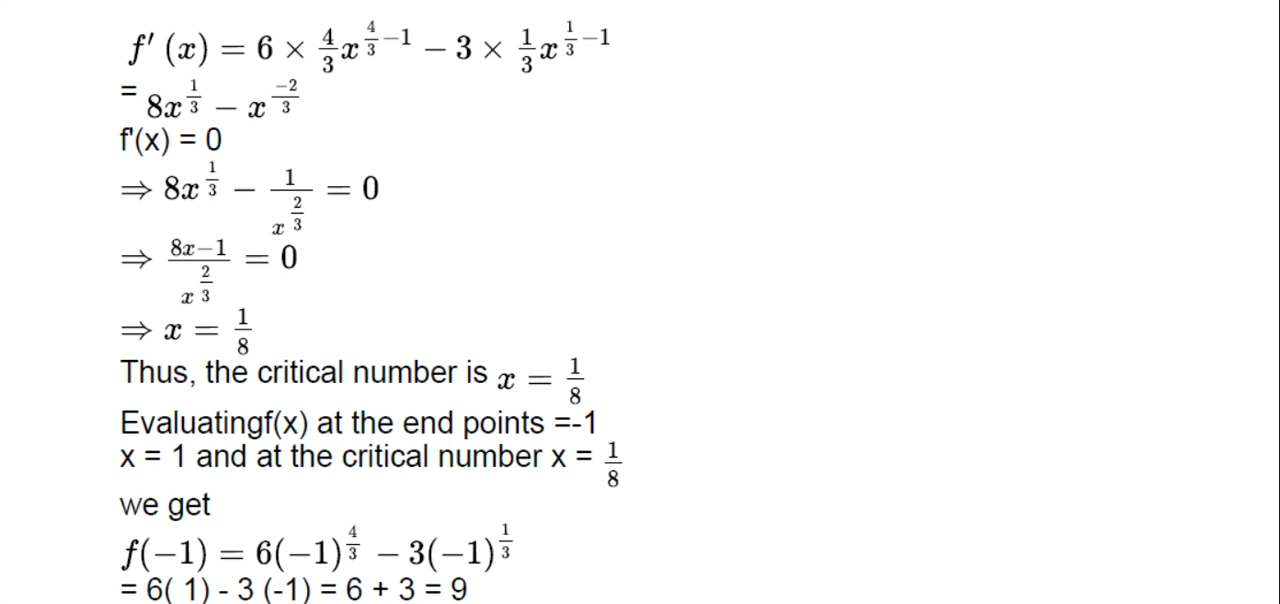 f′ (x) = 6 × 4/3 x^(4/3 −1) − 3 × 1/3 x^(1/3 −1)
= 8x^(1/3) − x^(−2/3)
f'(x) = 0
⇒ 8x^(1/3) − 1/x^(2/3) = 0
⇒ (8x−1)/x^(2/3) = 0
⇒ x = 1/8
Thus, the critical number is x = 1/8
Evaluatingf(x) at the end points =-1
x = 1 and at the critical number x = 1/8
we get
f(−1) = 6(−1)^(4/3) − 3(−1)^(1/3)
= 6( 1) - 3 (-1) = 6 + 3 = 9